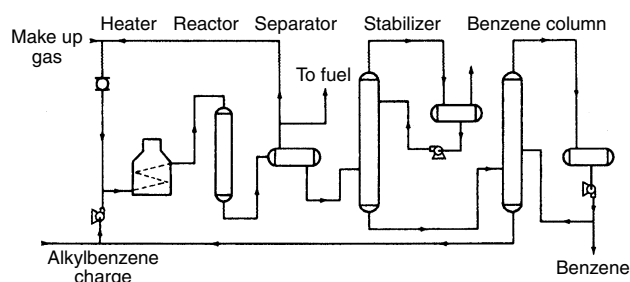 Heater Reactor Separator Stabilizer Benzene column
Make up
gas
To fuel
Alkylbenzene
charge
Benzene